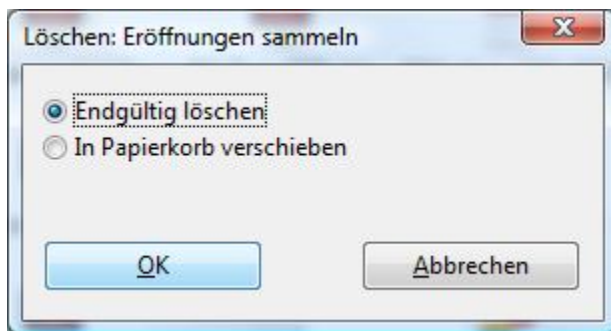 Löschen: Eröffnungen sammeln
Endgültig löschen
In Papierkorb verschieben
OK
Abbrechen